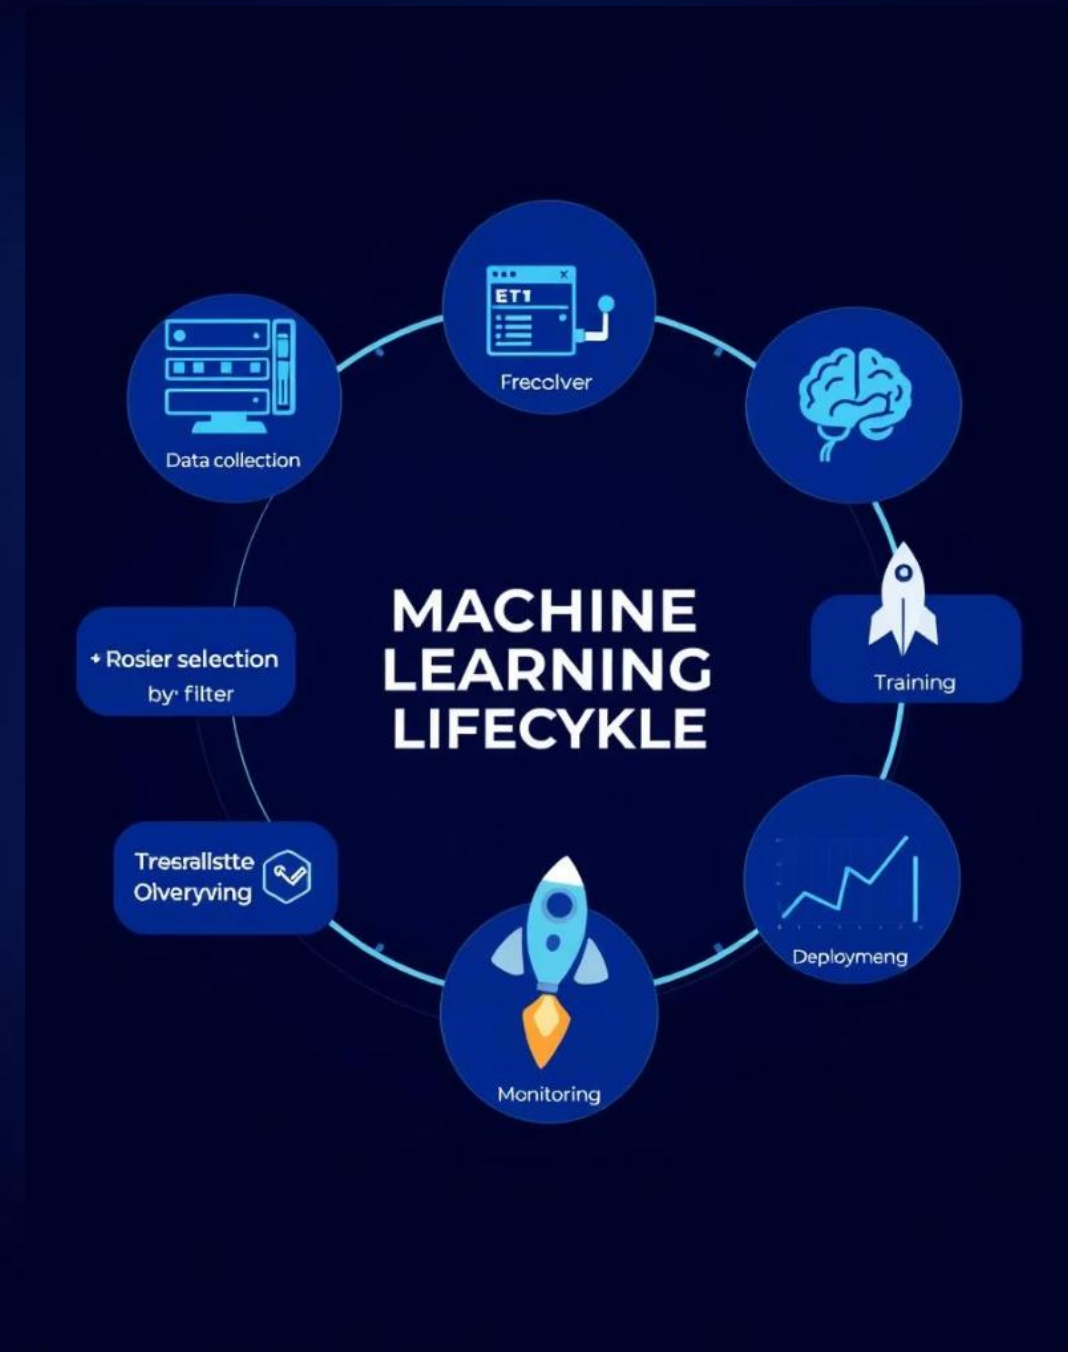 ET1
Frecolver
Data collection
MACHINE
LEARNING
LIFECYKLE
+ Rosier selection
by· filter
Training
Tresrallstte
Olveryving
Deploymeng
Monitoring